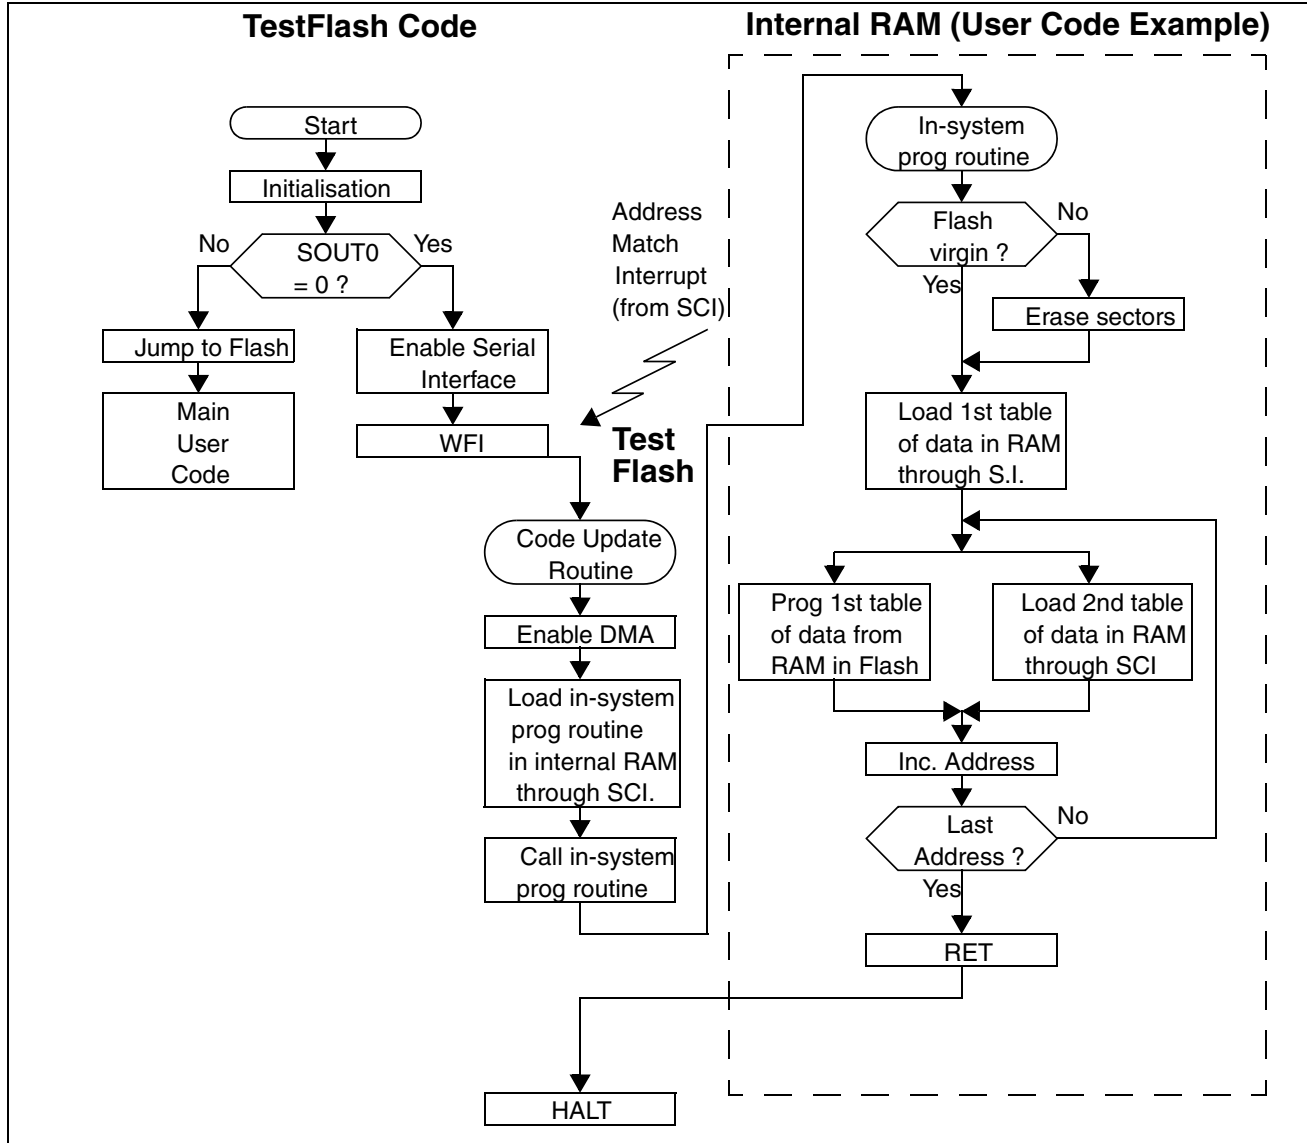 TestFlash Code
Start
Initialisation
No
SOUT0
= 0 ?
Yes
Jump to Flash
Main
User
Code
Enable Serial
Interface
WFI
Address
Match
Interrupt
(from SCI)
Test
Flash
Code Update
Routine
Enable DMA
Load in-system
prog routine
in internal RAM
through SCI.
Call in-system
prog routine
HALT
Internal RAM (User Code Example)
In-system
prog routine
Flash
virgin ?
No
Yes
Erase sectors
Load 1st table
of data in RAM
through S.I.
Prog 1st table
of data from
RAM in Flash
Load 2nd table
of data in RAM
through SCI
Inc. Address
Last
Address ?
No
Yes
RET